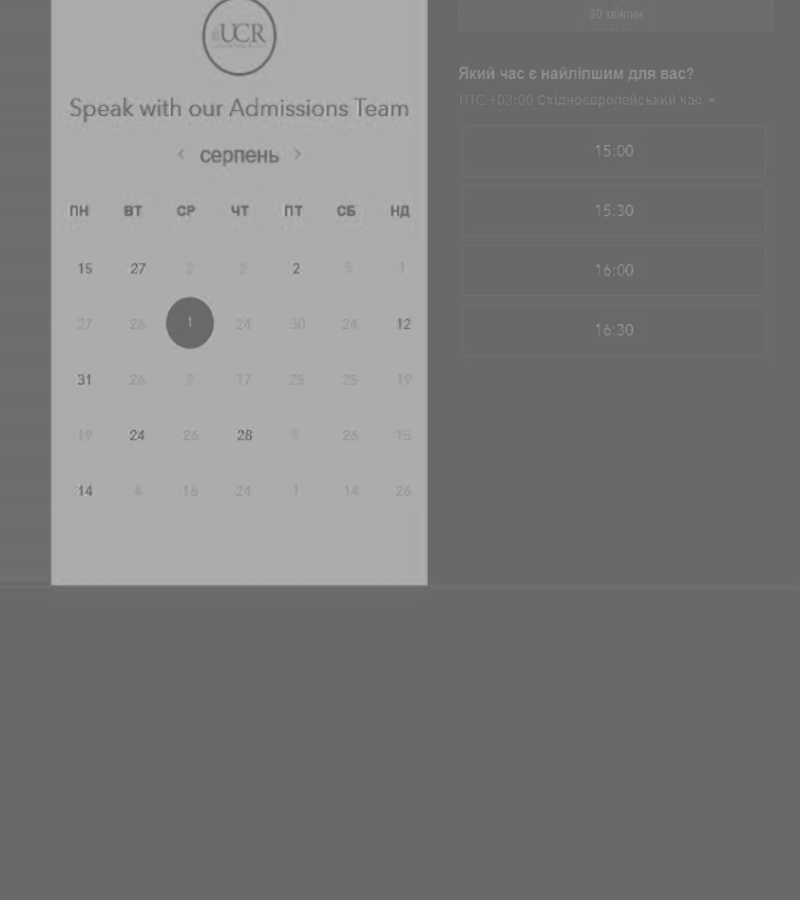 UCR
Speak with our Admissions Team
< серпень >
ПН ВТ СР ЧТ ПТ СБ НД
15 27 2 2 2 5 1
27 26 1 24 30 24 12
31 26 2 17 25 25 19
19 24 26 28 5 26 15
14 4 16 24 1 14 26
30 хвилин
Який час є найліпшим для вас?
UTC +03:00 Східноєвропейський час
15:00
15:30
16:00
16:30